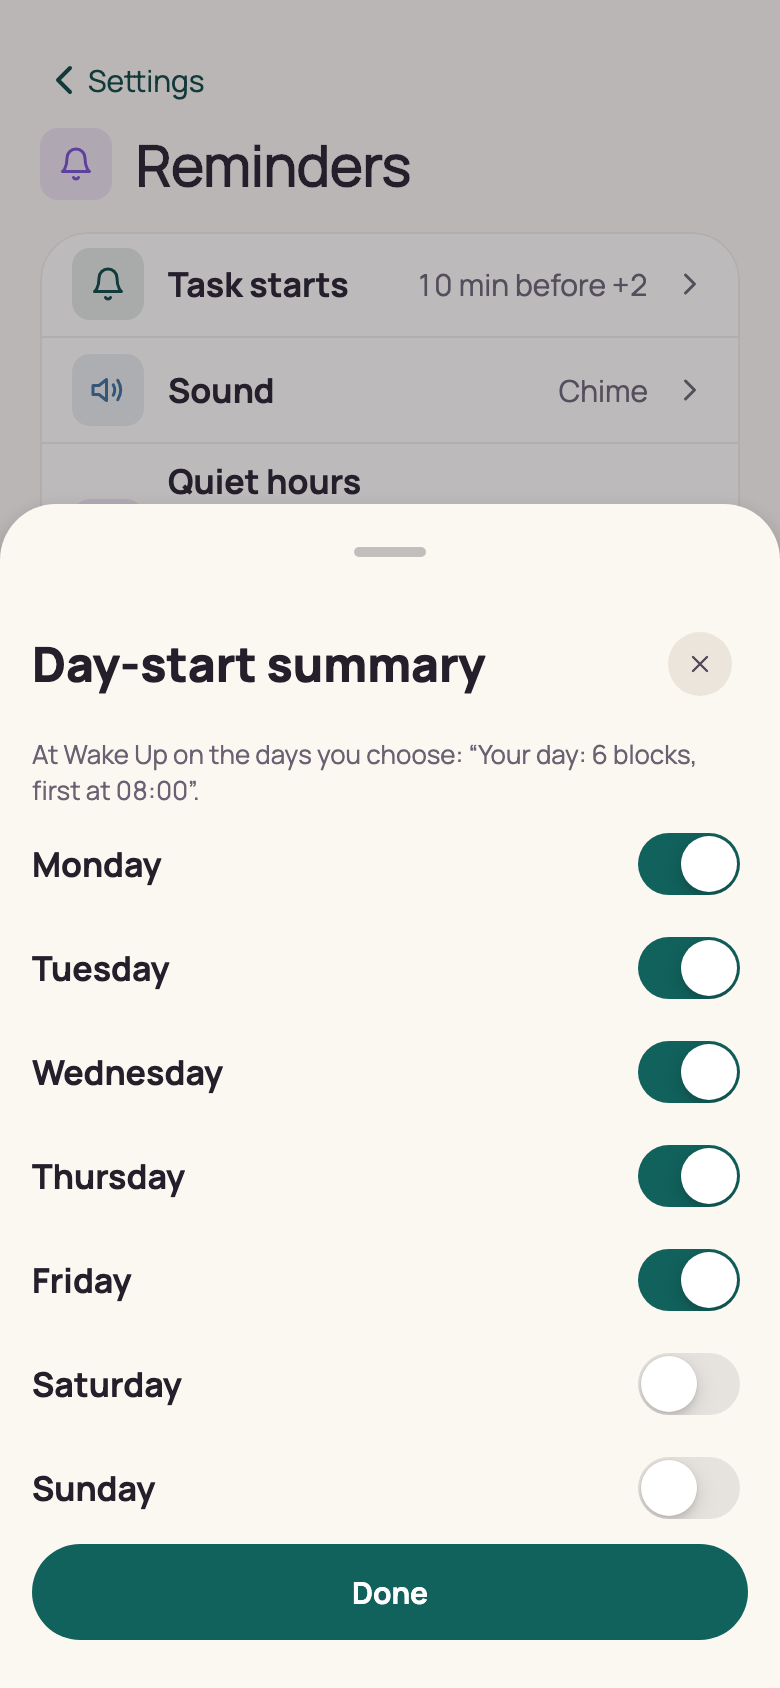 Settings
Reminders
Task starts 10 min before +2
Sound Chime
Quiet hours
Day-start summary
At Wake Up on the days you choose: “Your day: 6 blocks,
first at 08:00”.
Monday
Tuesday
Wednesday
Thursday
Friday
Saturday
Sunday
Done